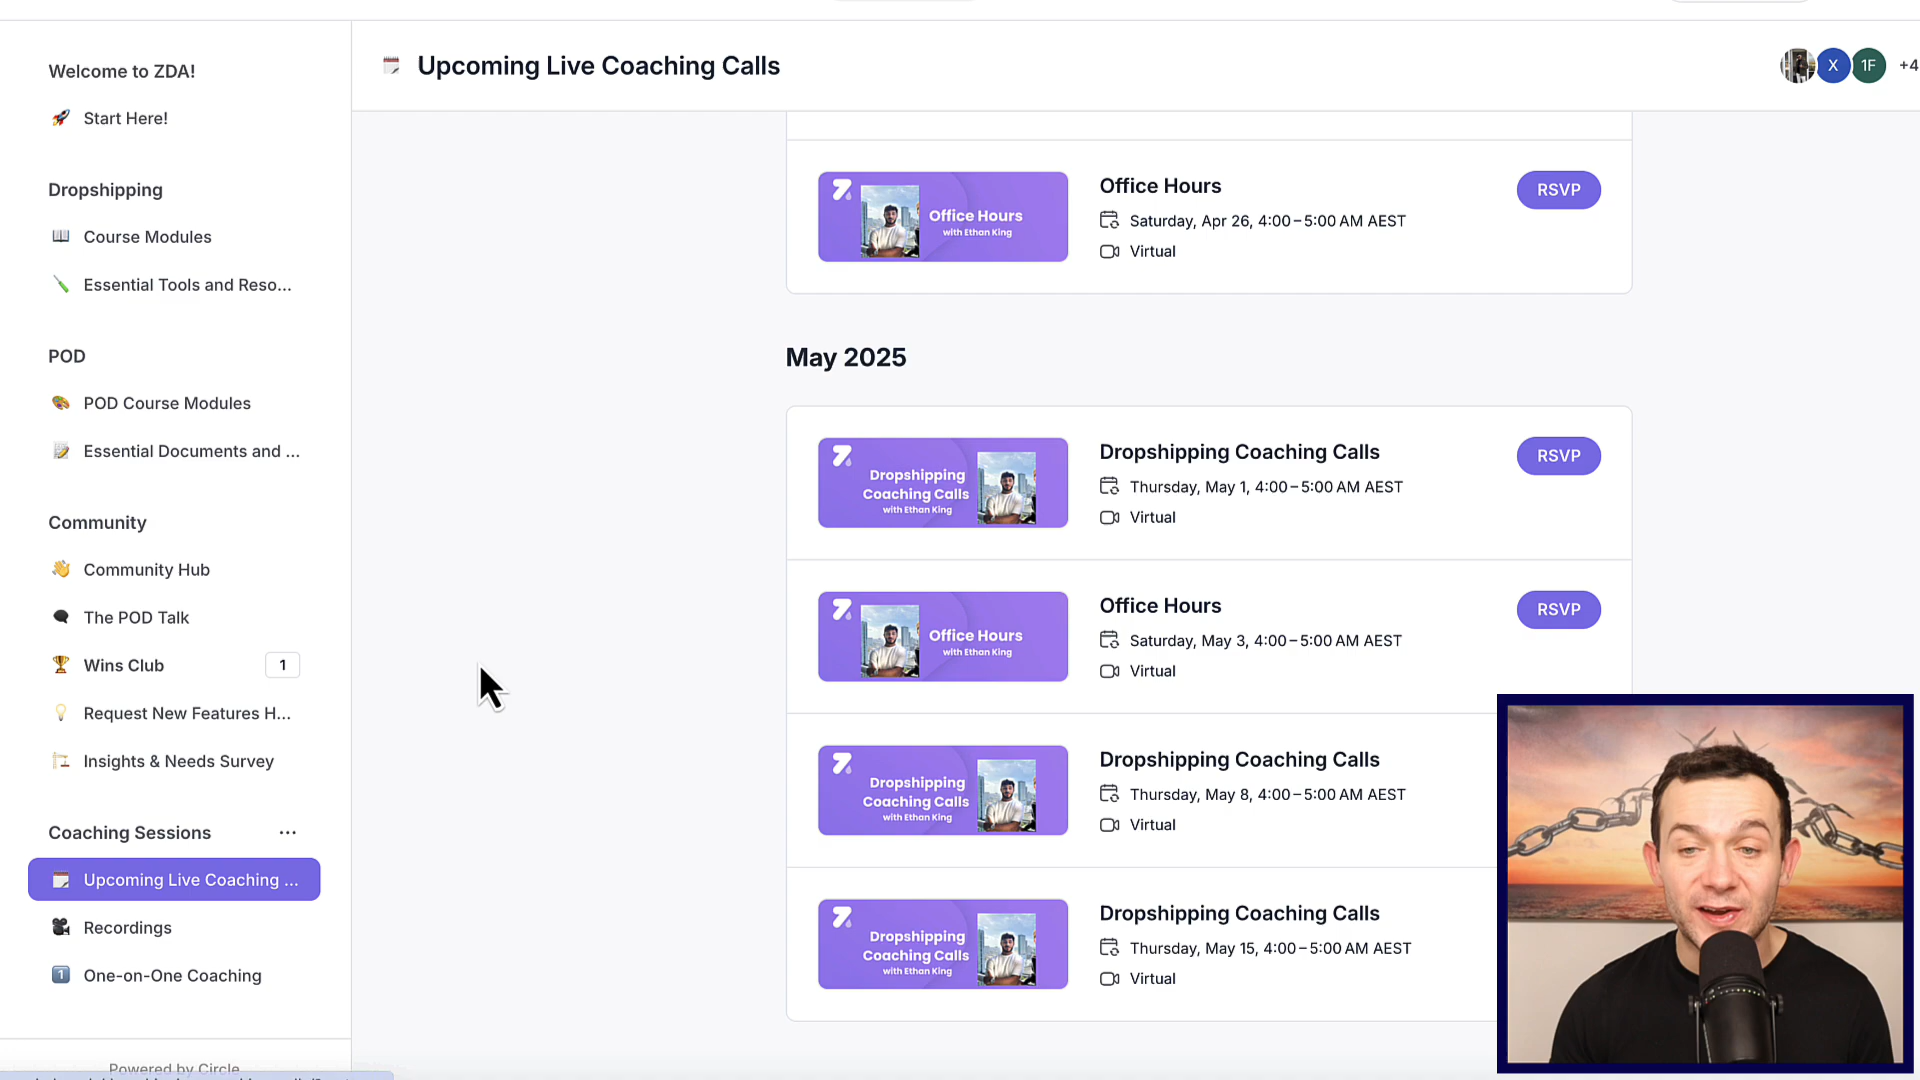 Welcome to ZDA!
Start Here!
Dropshipping
Course Modules
Essential Tools and Reso...
POD
POD Course Modules
Essential Documents and ...
Community
Community Hub
The POD Talk
Wins Club
1
Request New Features H...
Insights & Needs Survey
Coaching Sessions
Upcoming Live Coaching ...
Recordings
1
One-on-One Coaching
Powered by Circle
Upcoming Live Coaching Calls
X
1F
+4
Office Hours
with Ethan King
Office Hours
Saturday, Apr 26, 4:00 – 5:00 AM AEST
Virtual
RSVP
May 2025
Dropshipping
Coaching Calls
with Ethan King
Dropshipping Coaching Calls
Thursday, May 1, 4:00 – 5:00 AM AEST
Virtual
RSVP
Office Hours
with Ethan King
Office Hours
Saturday, May 3, 4:00 – 5:00 AM AEST
Virtual
RSVP
Dropshipping
Coaching Calls
with Ethan King
Dropshipping Coaching Calls
Thursday, May 8, 4:00 – 5:00 AM AEST
Virtual
Dropshipping
Coaching Calls
with Ethan King
Dropshipping Coaching Calls
Thursday, May 15, 4:00 – 5:00 AM AEST
Virtual